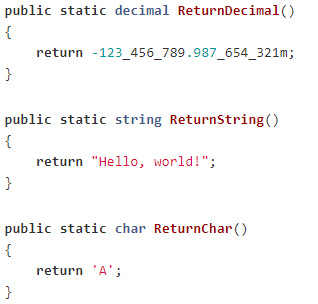 public static decimal ReturnDecimal()
{
    return -123_456_789.987_654_321m;
}

public static string ReturnString()
{
    return "Hello, world!";
}

public static char ReturnChar()
{
    return 'A';
}